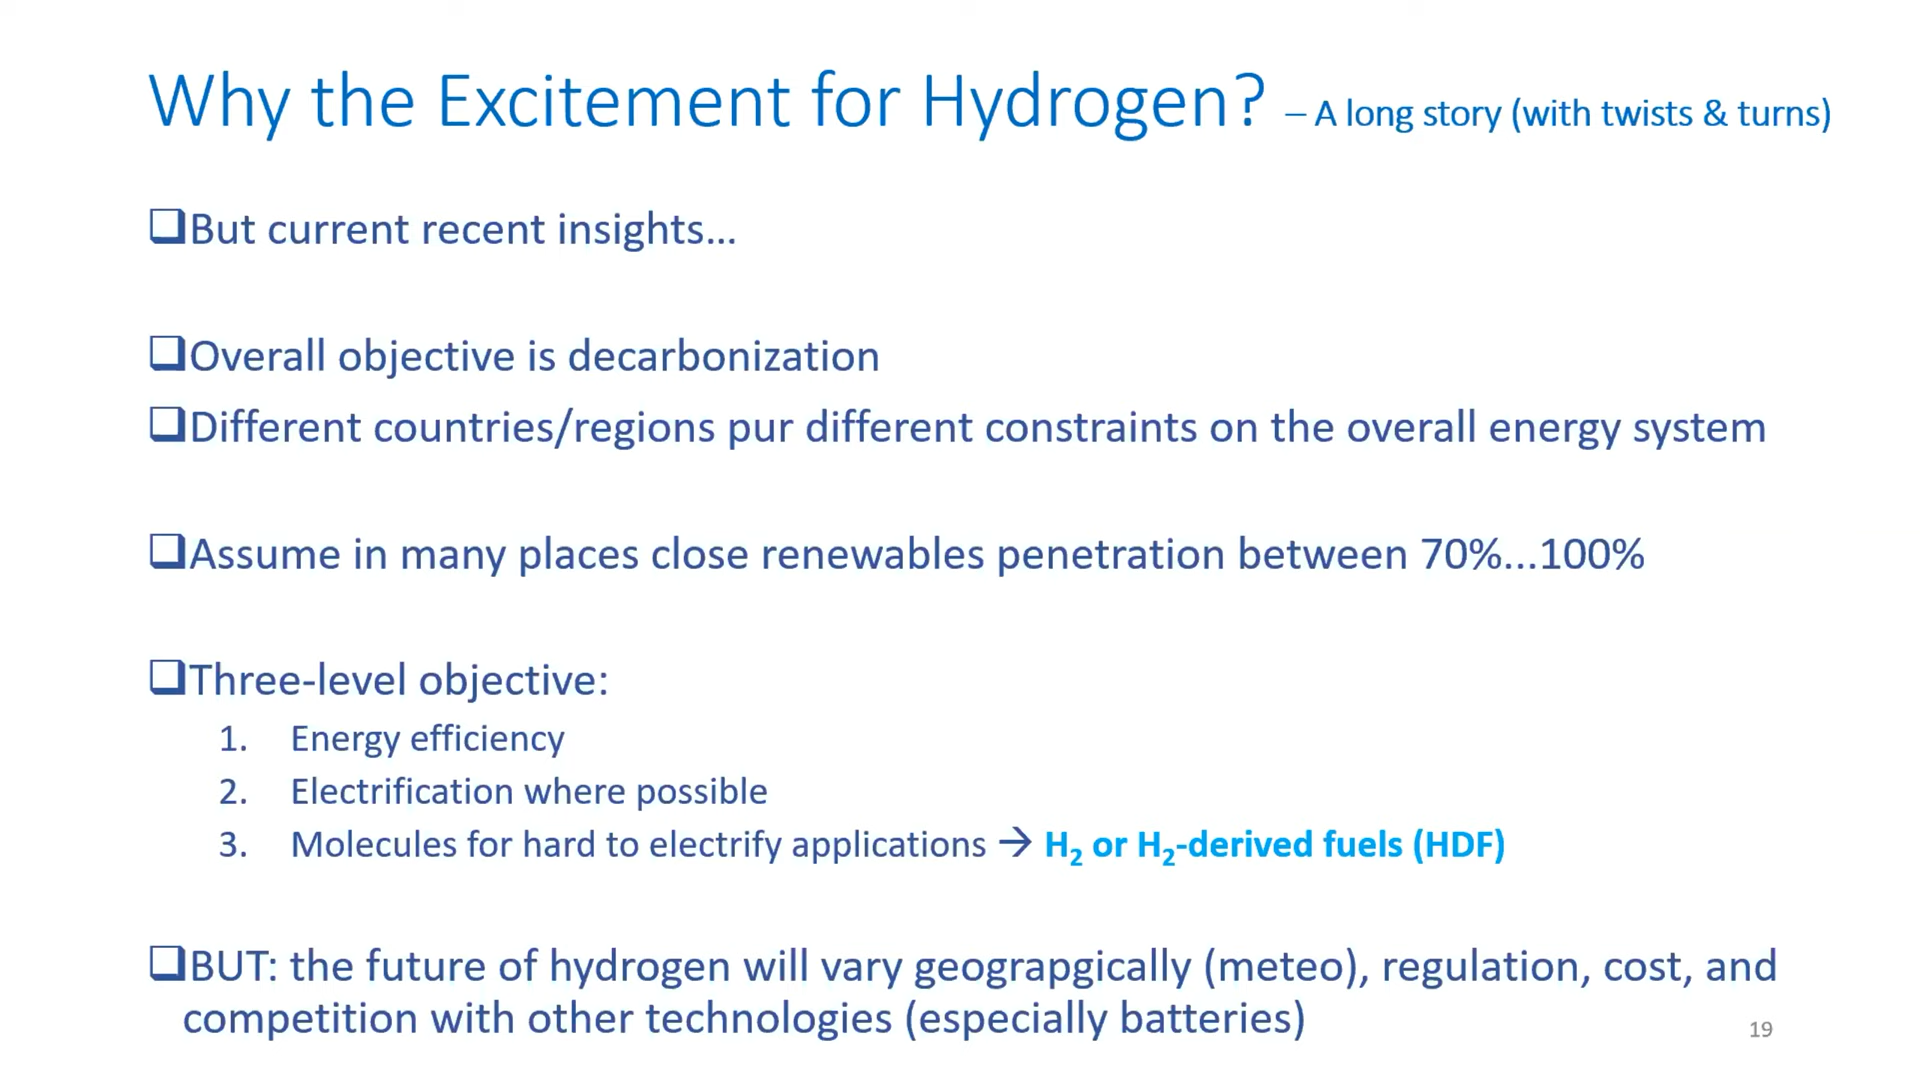 Why the Excitement for Hydrogen? – A long story (with twists & turns)
❑But current recent insights...
❑Overall objective is decarbonization
❑Different countries/regions pur different constraints on the overall energy system
❑Assume in many places close renewables penetration between 70%...100%
❑Three-level objective:
1. Energy efficiency
2. Electrification where possible
3. Molecules for hard to electrify applications → H₂ or H₂-derived fuels (HDF)
❑BUT: the future of hydrogen will vary geograpgically (meteo), regulation, cost, and
competition with other technologies (especially batteries)
19